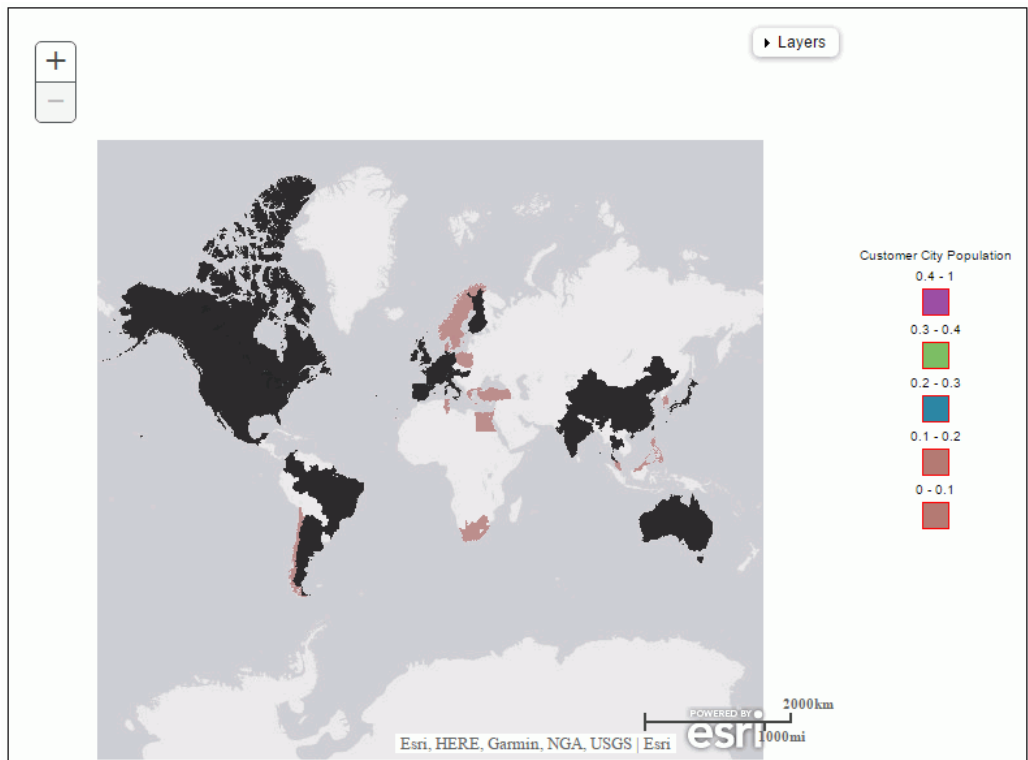 +
−
Layers
Customer City Population
0.4 - 1
0.3 - 0.4
0.2 - 0.3
0.1 - 0.2
0 - 0.1
2000km
1000mi
POWERED BY
esri
Esri, HERE, Garmin, NGA, USGS | Esri